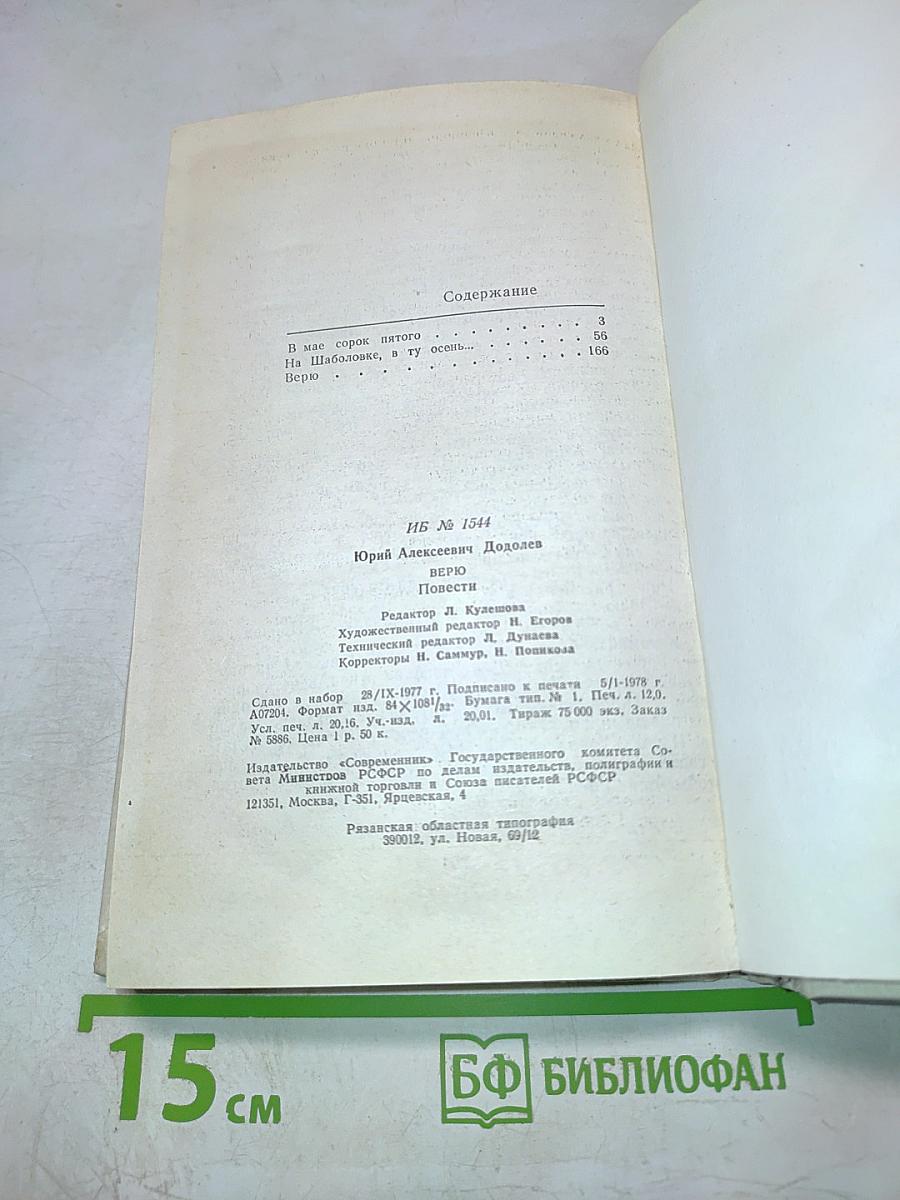 Содержание
В мае сорок пятого . . . . . . . . . 3
На Шаболовке, в ту осень... . . . . . . 56
Верю . . . . . . . . . . . . 166
ИБ № 1544
Юрий Алексеевич Додолев
ВЕРЮ
Повести
Редактор Л. Кулешова
Художественный редактор Н. Егоров
Технический редактор Л. Дунаева
Корректоры Н. Саммур, Н. Попикова
Сдано в набор 28/IX-1977 г. Подписано к печати 5/1-1978 г.
А07204. Формат изд. 84×1081/32. Бумага тип. № 1. Печ. л. 12,0.
Усл. печ. л. 20,16. Уч.-изд. л. 20,01. Тираж 75 000 экз. Заказ
№ 5886. Цена 1 р. 50 к.
Издательство «Современник» Государственного комитета Со-
вета Министров РСФСР по делам издательств, полиграфии и
книжной торговли и Союза писателей РСФСР
121351, Москва, Г-351, Ярцевская, 4
Рязанская областная типография
390012, ул. Новая, 69/12
15 см
БФ БИБЛИОФАН